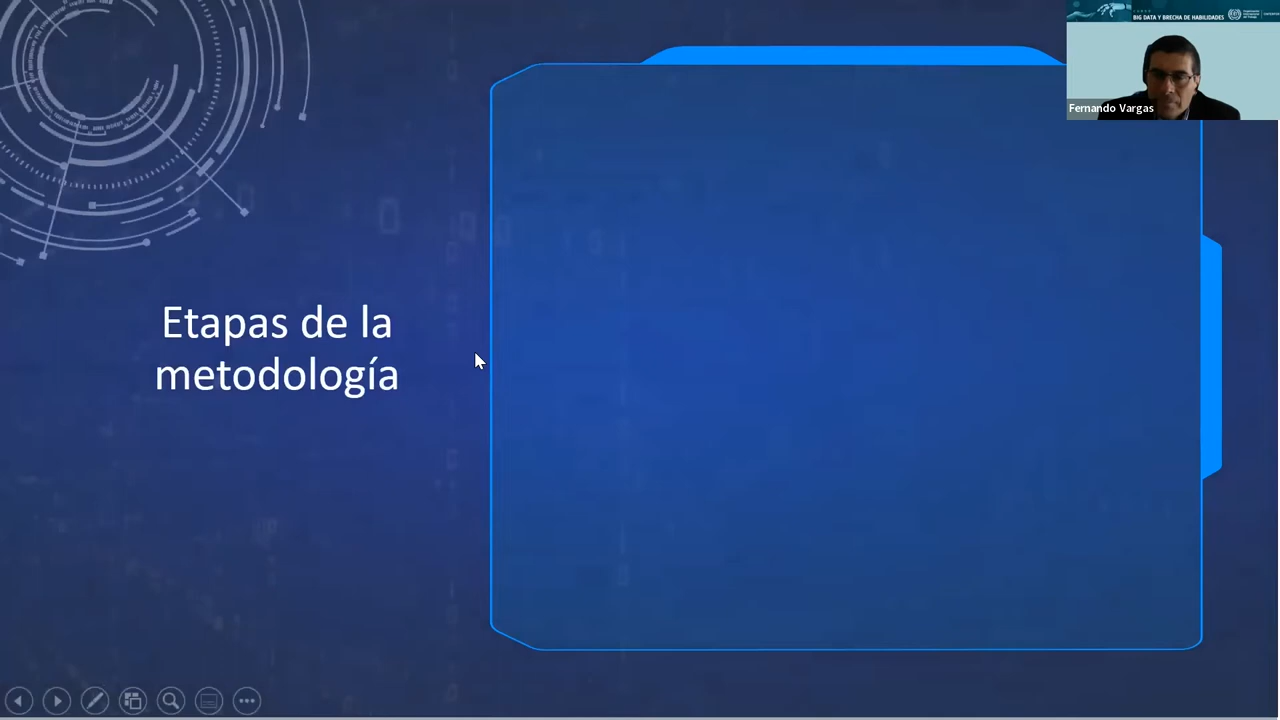 BIG DATA Y BRECHA DE HABILIDADES
Fernando Vargas
Etapas de la
metodología